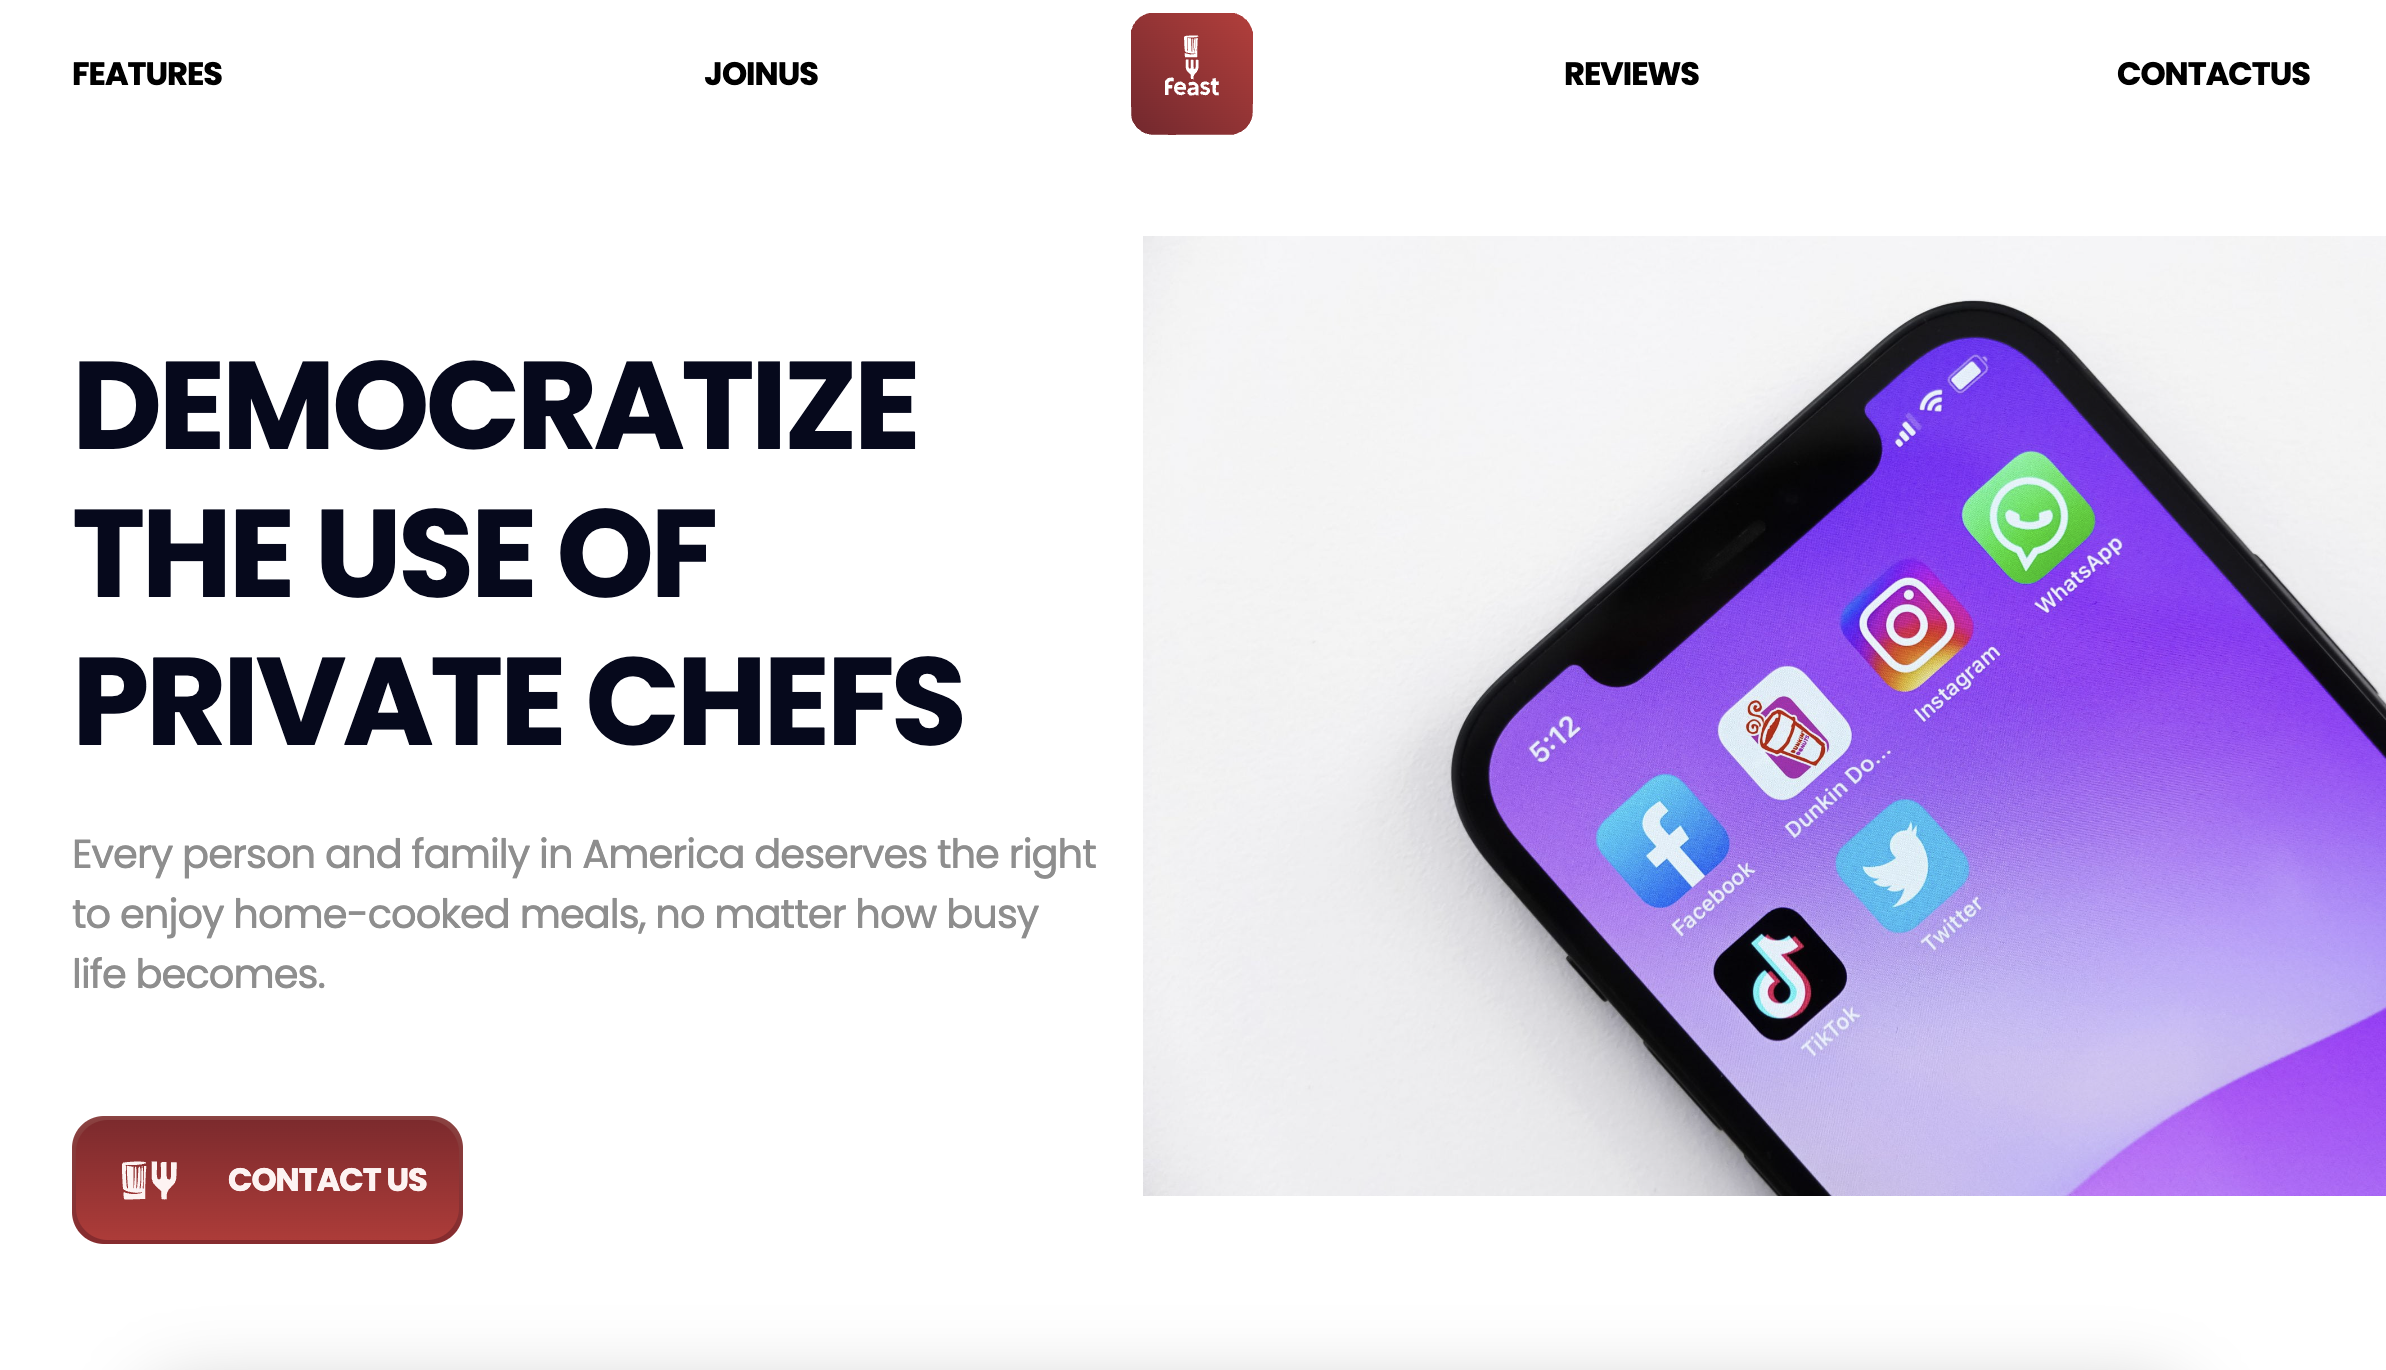 FEATURES
JOINUS
feast
REVIEWS
CONTACTUS
DEMOCRATIZE
THE USE OF
PRIVATE CHEFS
Every person and family in America deserves the right
to enjoy home-cooked meals, no matter how busy
life becomes.
CONTACT US
5:12
Facebook
Dunkin Do...
Instagram
WhatsApp
TikTok
Twitter